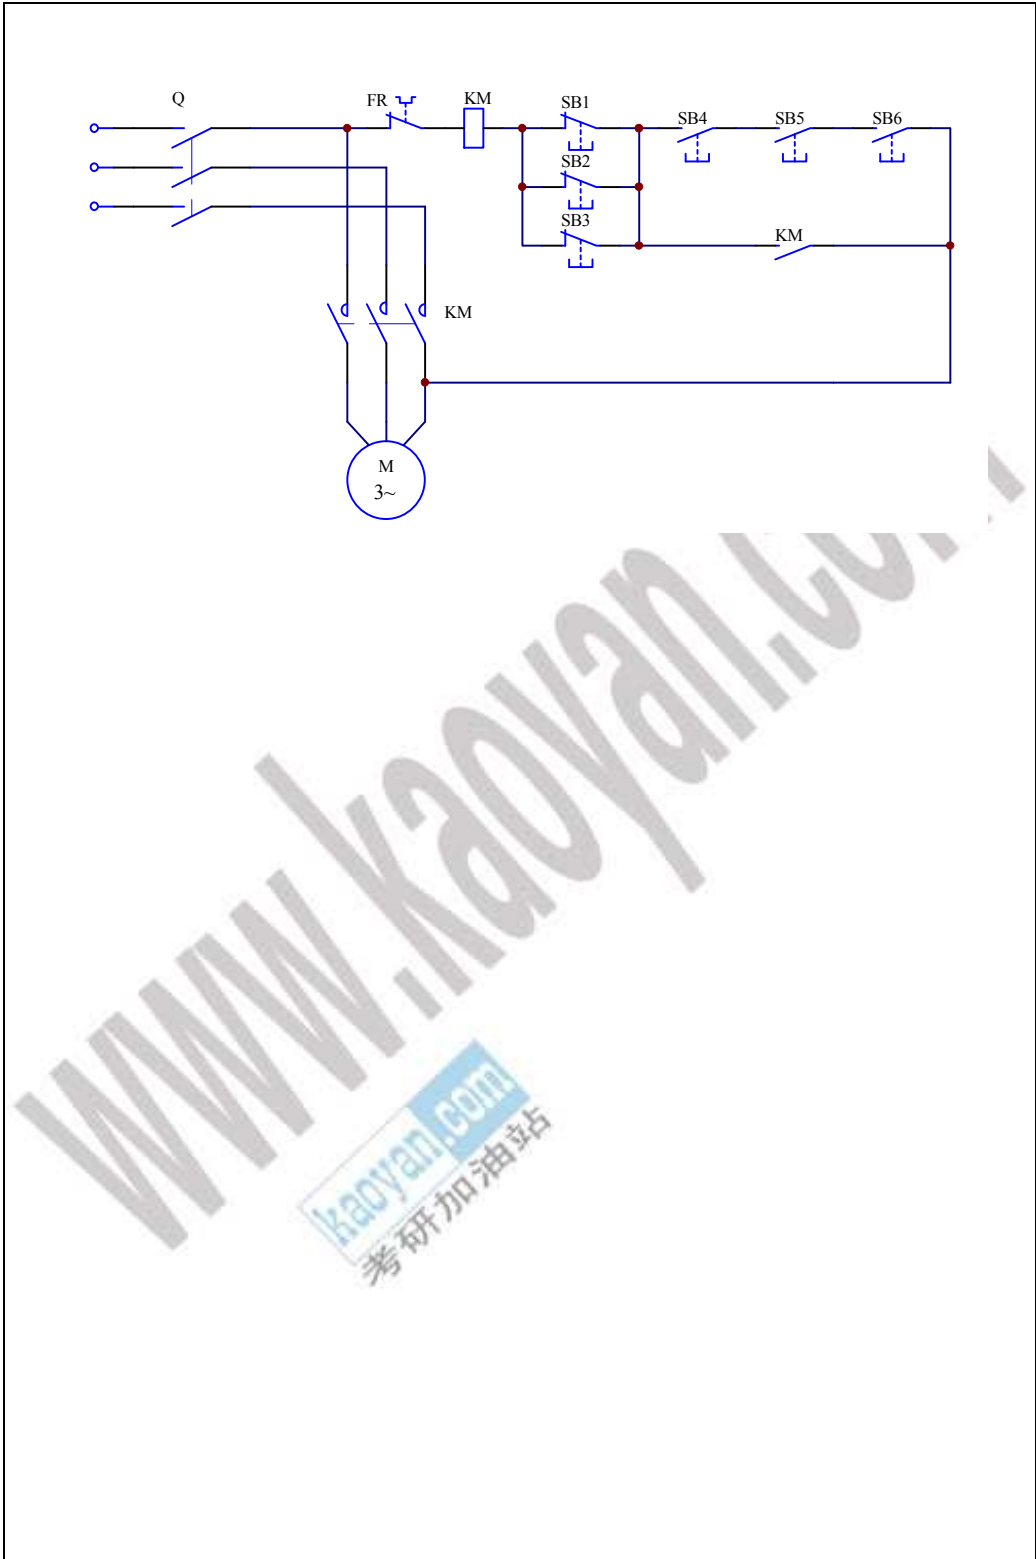 Q
FR
KM
SB1
SB4
SB5
SB6
SB2
SB3
KM
KM
M
3~
www.kaoyan.com
kaoyan.com
考研加油站